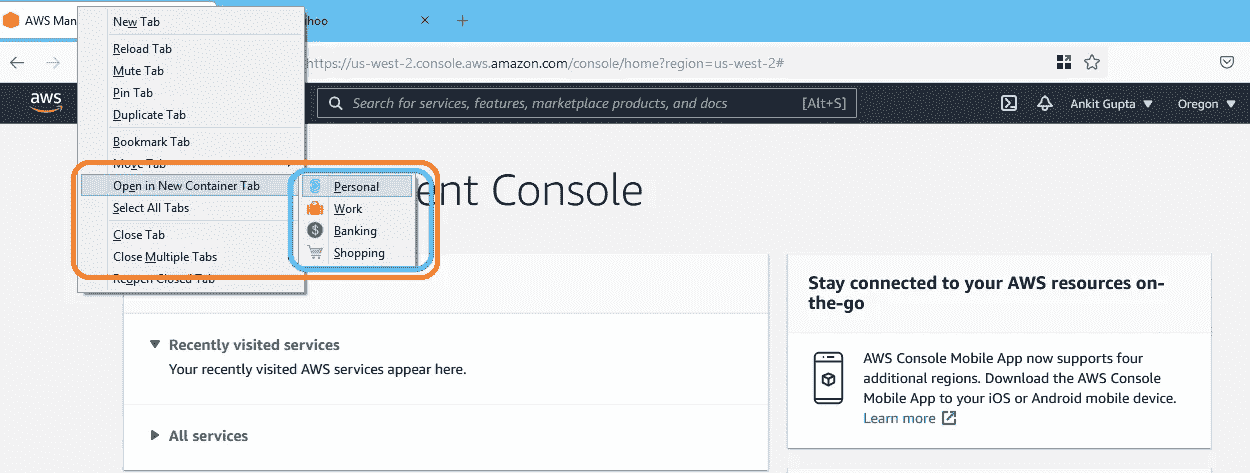 AWS Man
hoo
New Tab
Reload Tab
Mute Tab
Pin Tab
Duplicate Tab
Bookmark Tab
Move Tab
Open in New Container Tab
Select All Tabs
Close Tab
Close Multiple Tabs
Reopen Closed Tab
Personal
Work
Banking
Shopping
https://us-west-2.console.aws.amazon.com/console/home?region=us-west-2#
aws
Search for services, features, marketplace products, and docs [Alt+S]
Ankit Gupta
Oregon
ent Console
Recently visited services
Your recently visited AWS services appear here.
All services
Stay connected to your AWS resources on-
the-go
AWS Console Mobile App now supports four
additional regions. Download the AWS Console
Mobile App to your iOS or Android mobile device.
Learn more